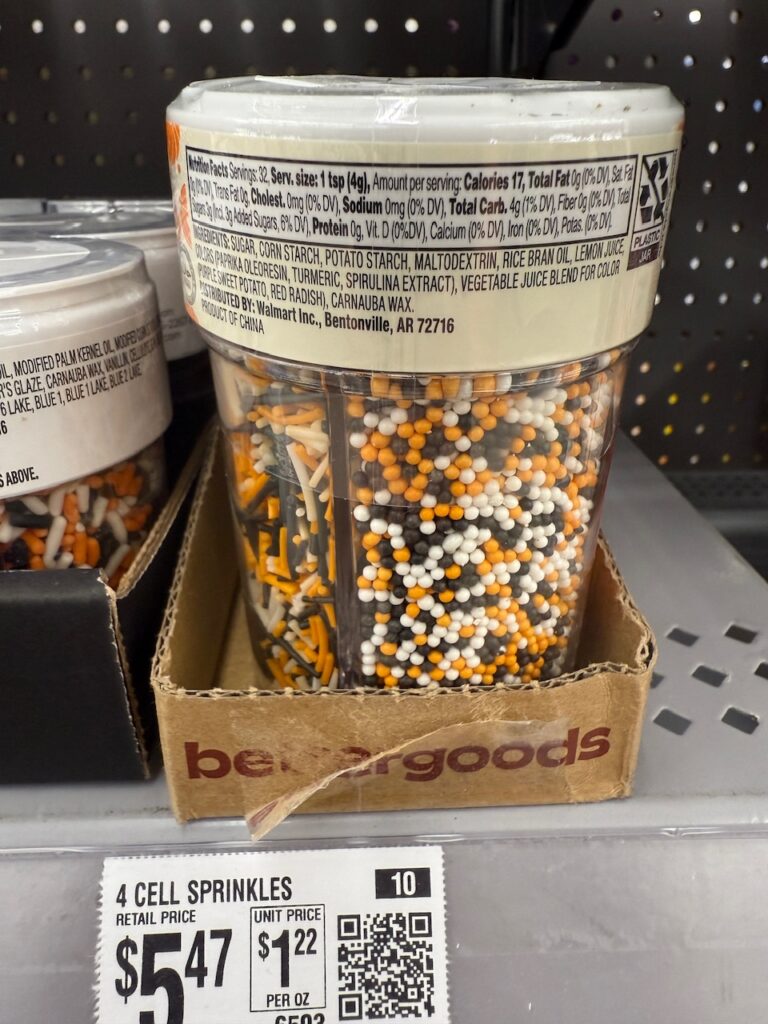 Nutrition Facts Servings: 32, Serv. size: 1 tsp (4g), Amount per serving: Calories 17, Total Fat 0g (0% DV), Sat. Fat
0g (0% DV), Trans Fat 0g, Cholest. 0mg (0% DV), Sodium 0mg (0% DV), Total Carb. 4g (1% DV), Fiber 0g (0% DV), Total
Sugars 3g (Incl. 3g Added Sugars, 6% DV), Protein 0g, Vit. D (0%DV), Calcium (0% DV), Iron (0% DV), Potas. (0% DV).
INGREDIENTS: SUGAR, CORN STARCH, POTATO STARCH, MALTODEXTRIN, RICE BRAN OIL, LEMON JUICE,
COLORS (PAPRIKA OLEORESIN, TURMERIC, SPIRULINA EXTRACT), VEGETABLE JUICE BLEND FOR COLOR
(PURPLE SWEET POTATO, RED RADISH), CARNAUBA WAX.
DISTRIBUTED BY: Walmart Inc., Bentonville, AR 72716
PRODUCT OF CHINA
PLASTIC
JAR
MODIFIED PALM KERNEL OIL, MODIFIED CORN
GLAZE, CARNAUBA WAX, VANILLIN,
6 LAKE, BLUE 1, BLUE 1 LAKE, BLUE 2 LAKE,
ABOVE.
bettergoods
4 CELL SPRINKLES
10
RETAIL PRICE
UNIT PRICE
$5.47
$1.22
PER OZ